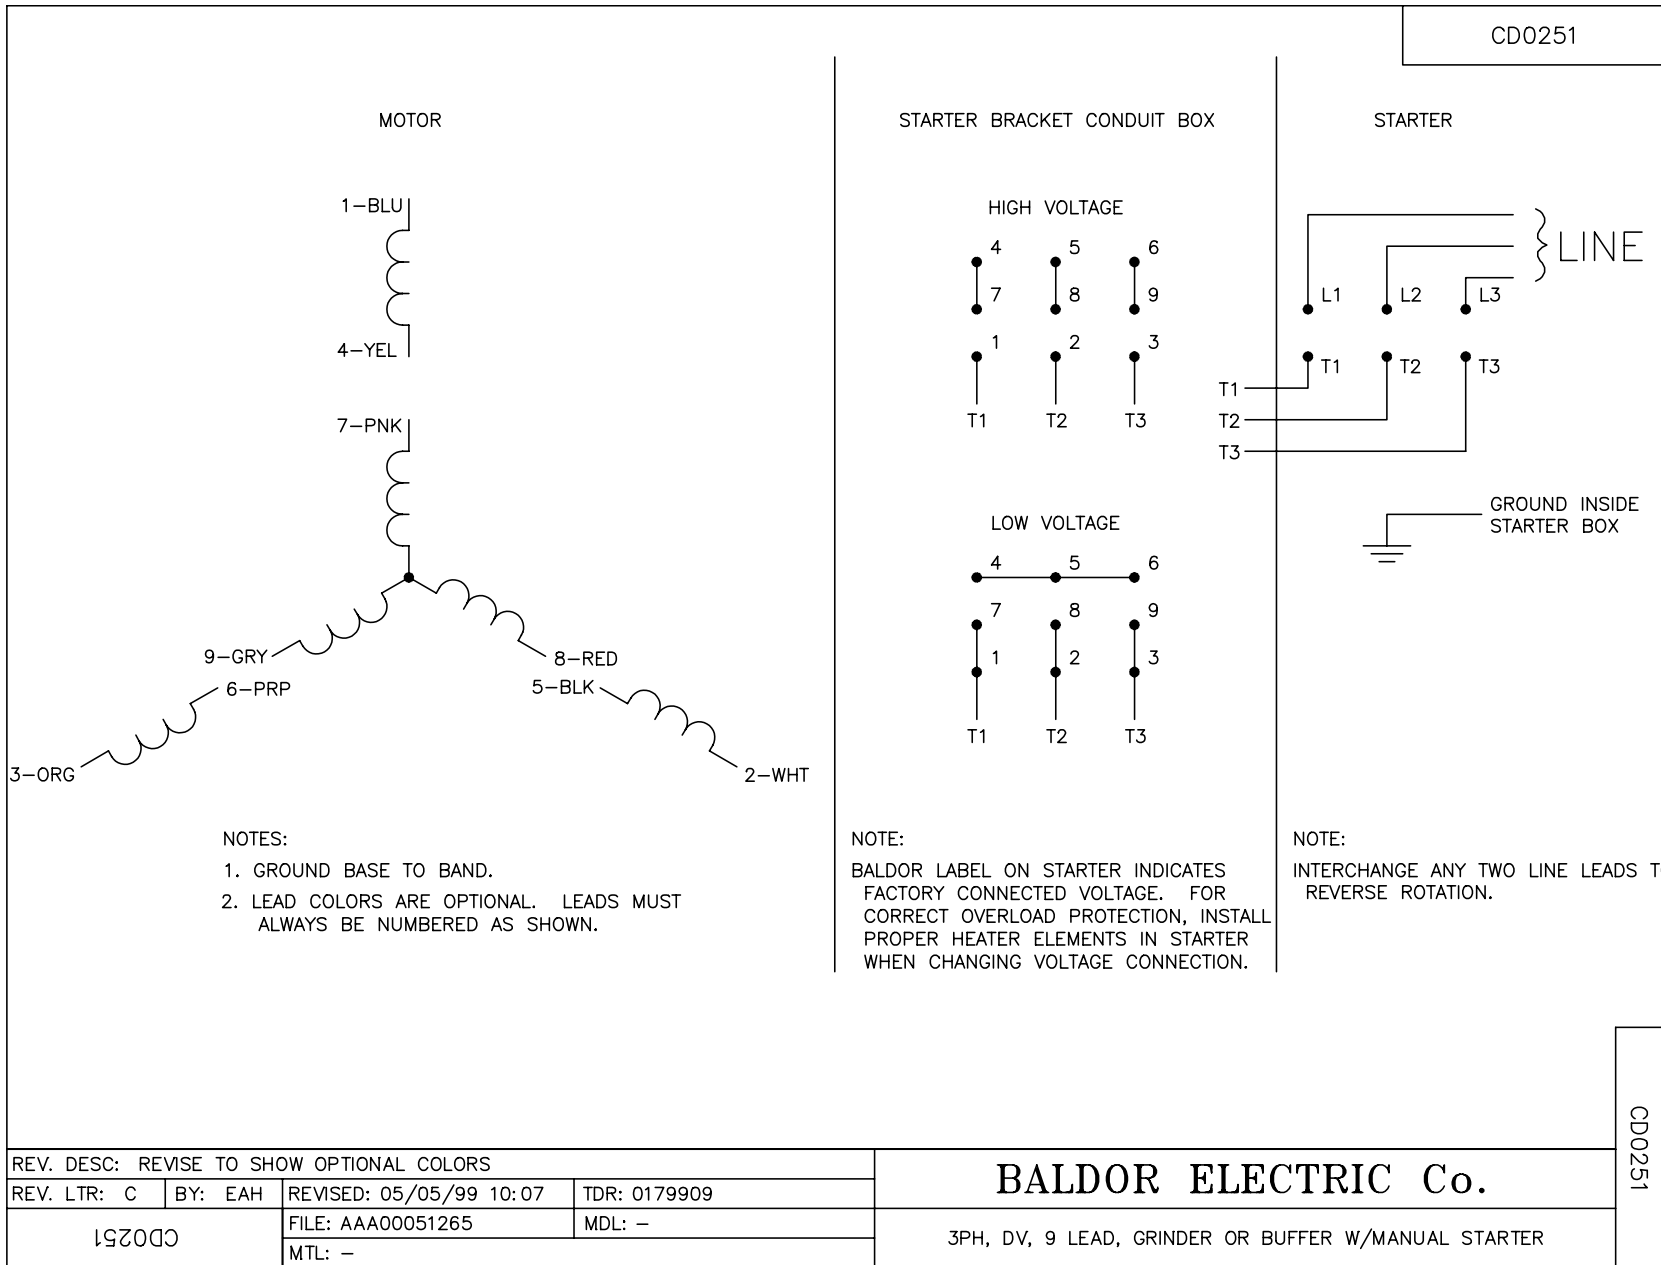 CD0251
MOTOR
1-BLU
4-YEL
7-PNK
9-GRY
8-RED
6-PRP
5-BLK
3-ORG
2-WHT
NOTES:
1. GROUND BASE TO BAND.
2. LEAD COLORS ARE OPTIONAL. LEADS MUST
ALWAYS BE NUMBERED AS SHOWN.
STARTER BRACKET CONDUIT BOX
HIGH VOLTAGE
4 5 6
7 8 9
1 2 3
T1 T2 T3
LOW VOLTAGE
4 5 6
7 8 9
1 2 3
T1 T2 T3
NOTE:
BALDOR LABEL ON STARTER INDICATES
FACTORY CONNECTED VOLTAGE. FOR
CORRECT OVERLOAD PROTECTION, INSTALL
PROPER HEATER ELEMENTS IN STARTER
WHEN CHANGING VOLTAGE CONNECTION.
STARTER
LINE
L1 L2 L3
T1 T2 T3
T1
T2
T3
GROUND INSIDE
STARTER BOX
NOTE:
INTERCHANGE ANY TWO LINE LEADS
REVERSE ROTATION.
CD0251
REV. DESC: REVISE TO SHOW OPTIONAL COLORS
REV. LTR: C BY: EAH REVISED: 05/05/99 10:07 TDR: 0179909
CD0251
FILE: AAA00051265 MDL: -
MTL: -
BALDOR ELECTRIC Co.
3PH, DV, 9 LEAD, GRINDER OR BUFFER W/MANUAL STARTER